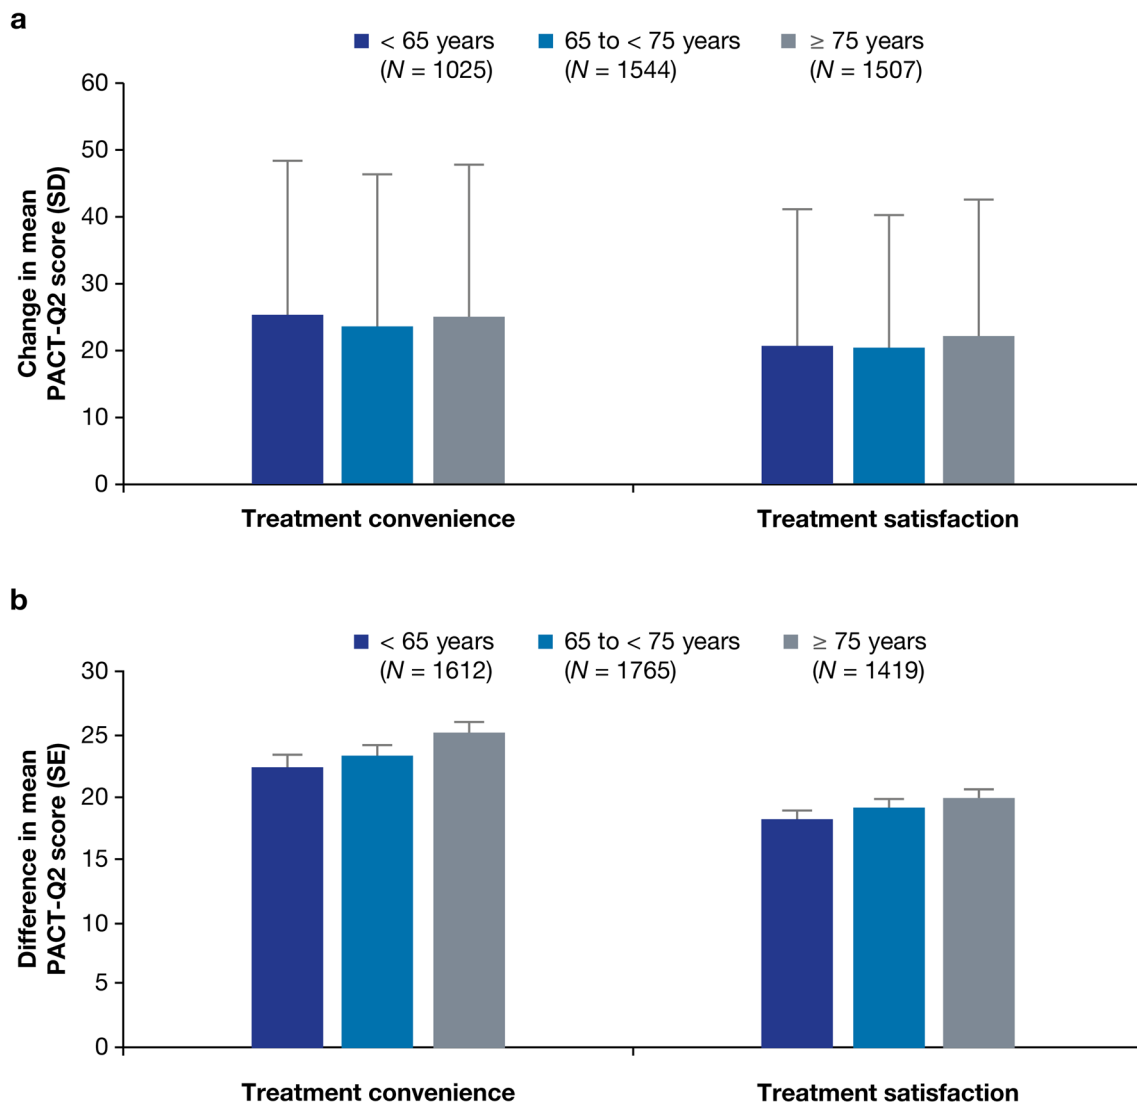 a
< 65 years
(N = 1025)
65 to < 75 years
(N = 1544)
≥ 75 years
(N = 1507)
Change in mean
PACT-Q2 score (SD)
60
50
40
30
20
10
0
Treatment convenience
Treatment satisfaction
b
< 65 years
(N = 1612)
65 to < 75 years
(N = 1765)
≥ 75 years
(N = 1419)
Difference in mean
PACT-Q2 score (SE)
30
25
20
15
10
5
0
Treatment convenience
Treatment satisfaction